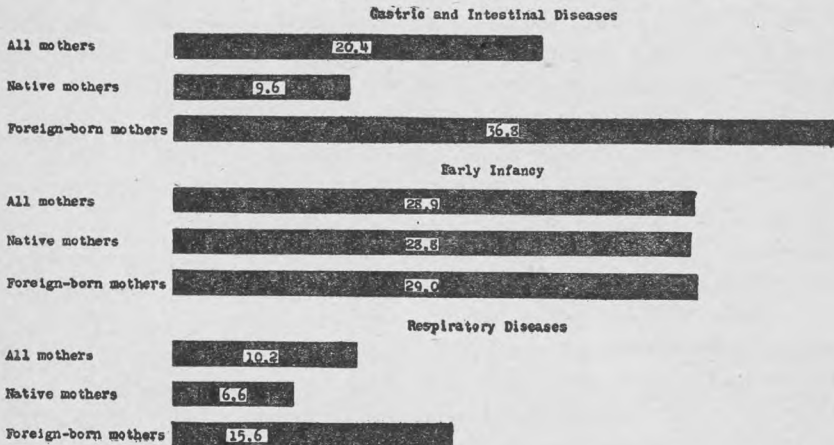 Gastric and Intestinal Diseases
All mothers 20.4
Native mothers 9.6
Foreign-born mothers 36.8
Early Infancy
All mothers 28.9
Native mothers 28.8
Foreign-born mothers 29.0
Respiratory Diseases
All mothers 10.2
Native mothers 6.6
Foreign-born mothers 15.6